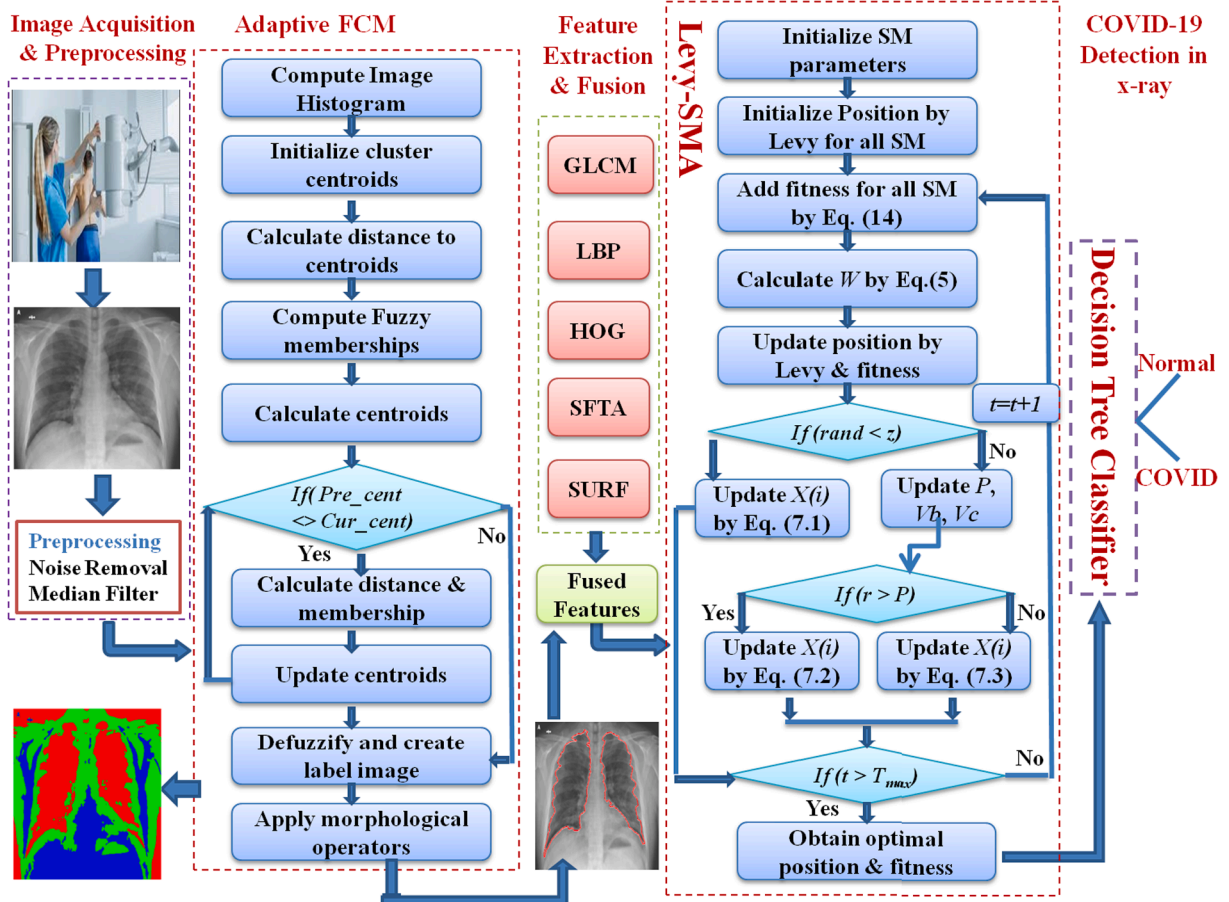 Image Acquisition
& Preprocessing
Preprocessing
Noise Removal
Median Filter
Adaptive FCM
Compute Image
Histogram
Initialize cluster
centroids
Calculate distance to
centroids
Compute Fuzzy
memberships
Calculate centroids
If(Pre_cent
<> Cur_cent)
No
Yes
Calculate distance &
membership
Update centroids
Defuzzify and create
label image
Apply morphological
operators
Feature
Extraction
& Fusion
GLCM
LBP
HOG
SFTA
SURF
Fused
Features
Levy-SMA
Initialize SM
parameters
Initialize Position by
Levy for all SM
Add fitness for all SM
by Eq. (14)
Calculate W by Eq.(5)
Update position by
Levy & fitness
t=t+1
If(rand < z)
No
Update X(i)
by Eq. (7.1)
Update P,
Vb, Vc
If(r > P)
Yes
No
Update X(i)
by Eq. (7.2)
Update X(i)
by Eq. (7.3)
If(t > Tmax)
No
Yes
Obtain optimal
position & fitness
COVID-19
Detection in
x-ray
Decision Tree Classifier
Normal
COVID